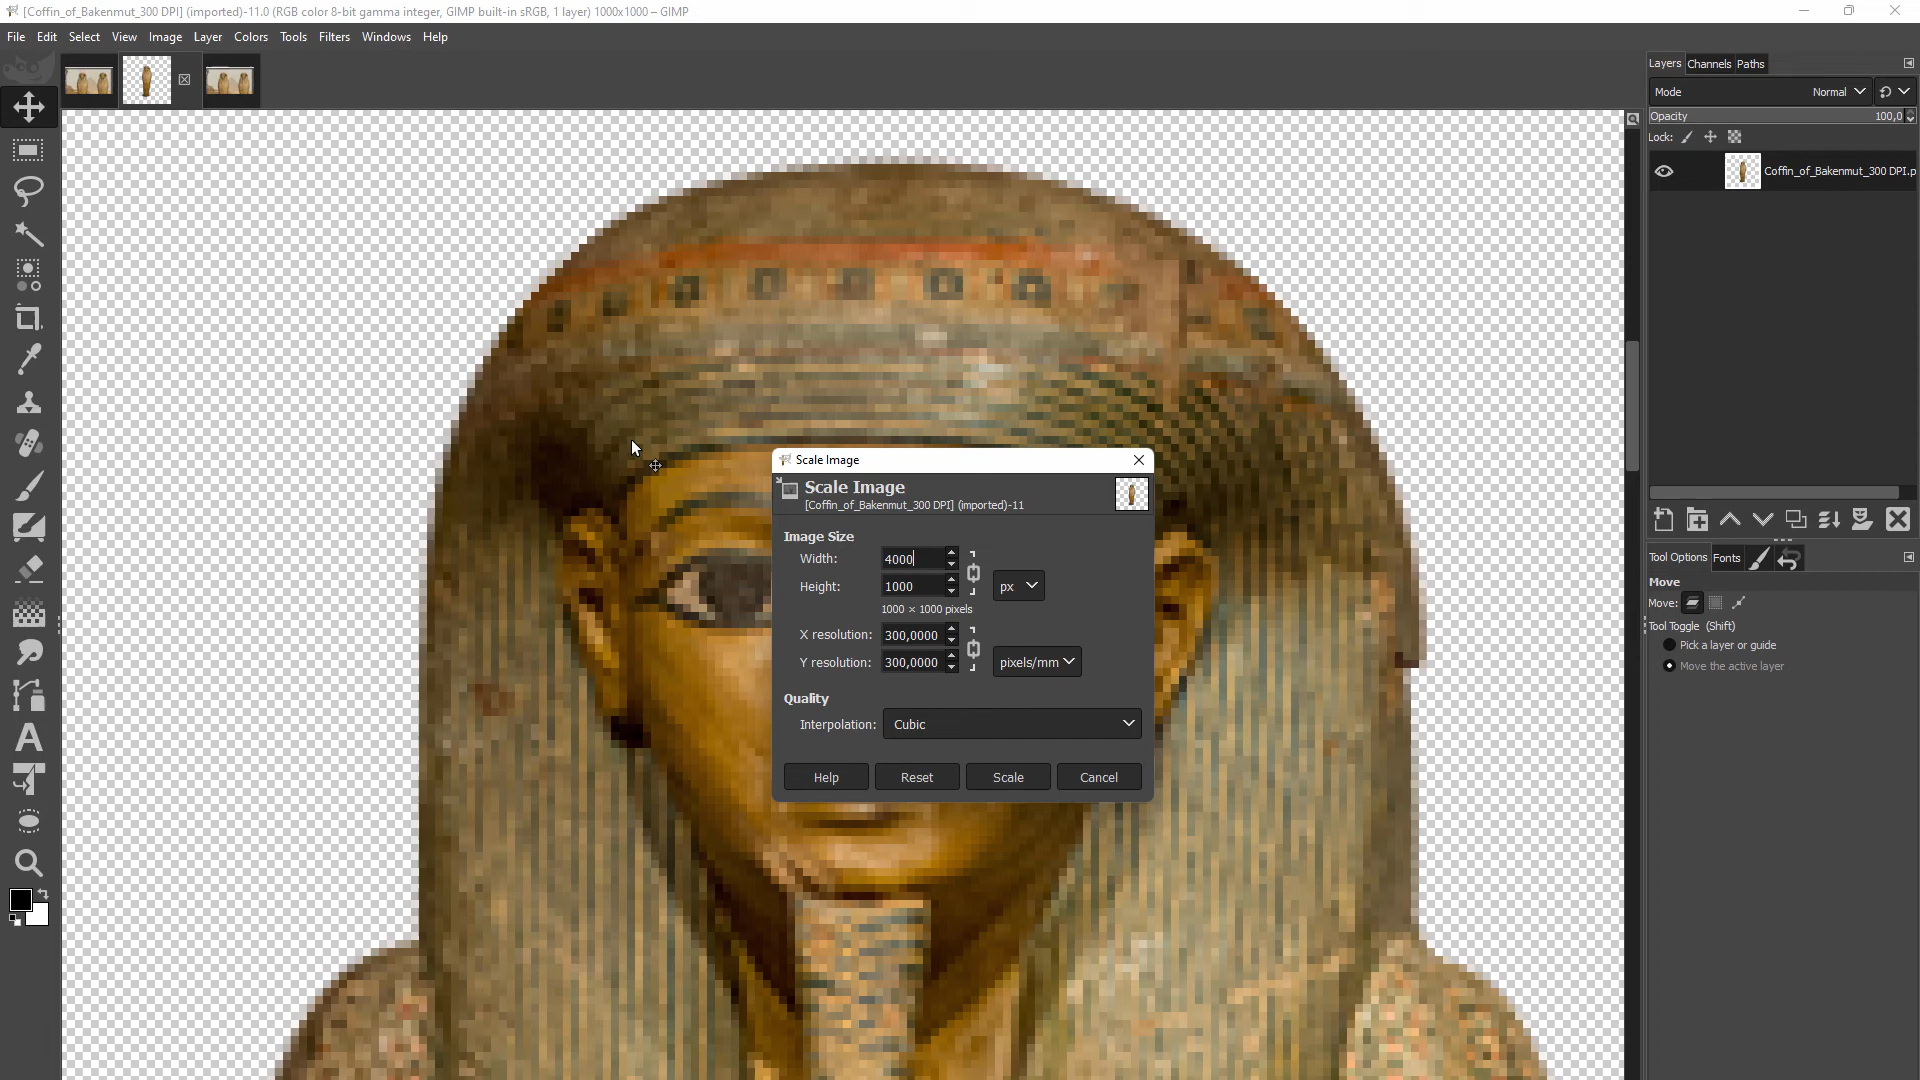 [Coffin_of_Bakenmut_300 DPI] (imported)-11.0 (RGB color 8-bit gamma integer, GIMP built-in sRGB, 1 layer) 1000x1000 – GIMP
File Edit Select View Image Layer Colors Tools Filters Windows Help
Layers Channels Paths
Mode Normal
Opacity 100,0
Lock:
Coffin_of_Bakenmut_300 DPI.p
Scale Image
Scale Image
[Coffin_of_Bakenmut_300 DPI] (imported)-11
Image Size
Width: 4000
Height: 1000 px
1000 × 1000 pixels
X resolution: 300,0000
Y resolution: 300,0000 pixels/mm
Quality
Interpolation: Cubic
Help Reset Scale Cancel
Tool Options Fonts
Move
Move:
Tool Toggle (Shift)
Pick a layer or guide
Move the active layer